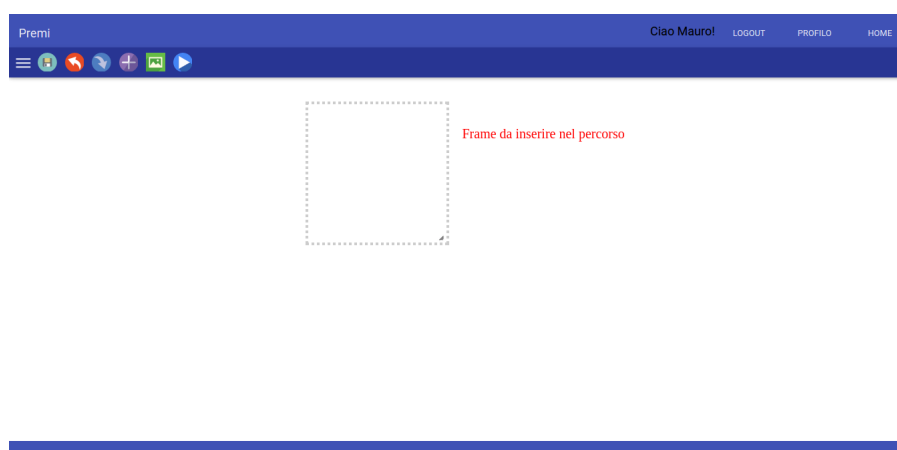 Premi
Ciao Mauro! LOGOUT PROFILO HOME
Frame da inserire nel percorso